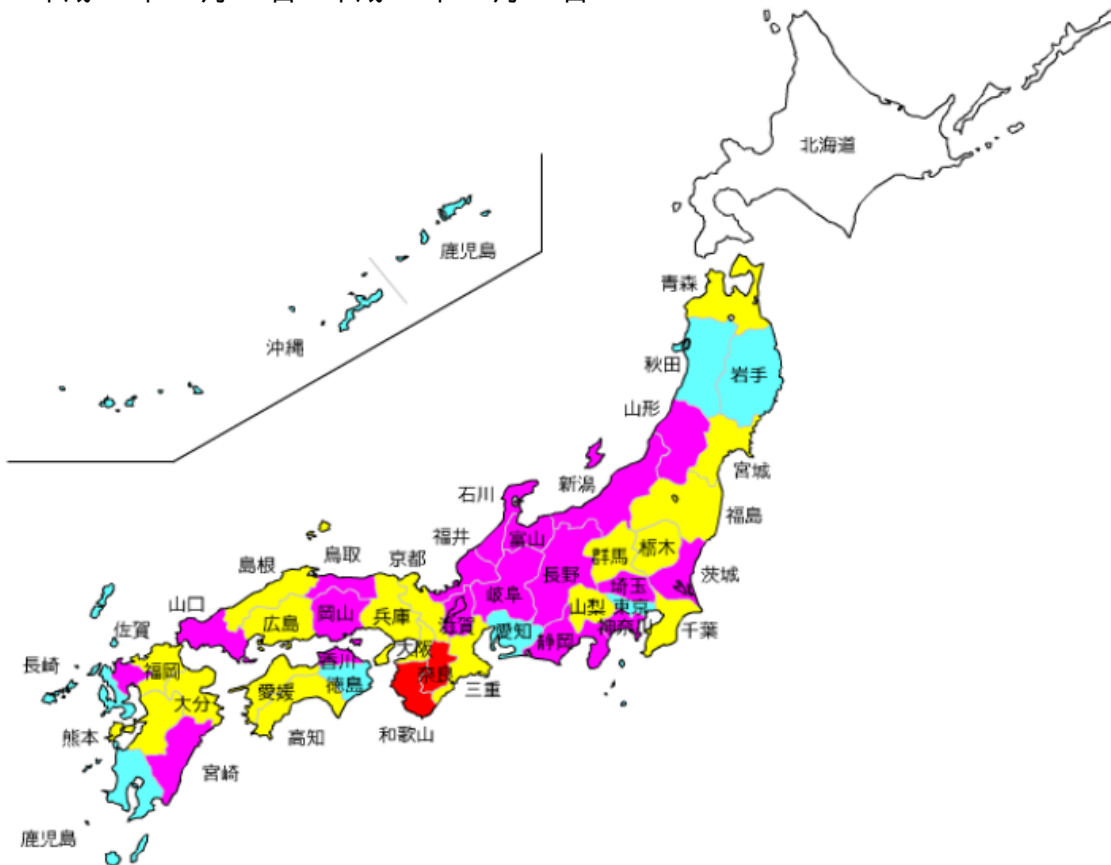 北海道
鹿児島
沖縄
青森
秋田
岩手
山形
宮城
新潟
石川
福島
福井
富山
群馬
栃木
鳥取
京都
島根
長野
茨城
埼玉
岐阜
山口
岡山
兵庫
山梨
東京
広島
滋賀
愛知
神奈川
千葉
佐賀
静岡
大阪
長崎
香川
福岡
奈良
徳島
愛媛
三重
大分
熊本
高知
和歌山
宮崎
鹿児島